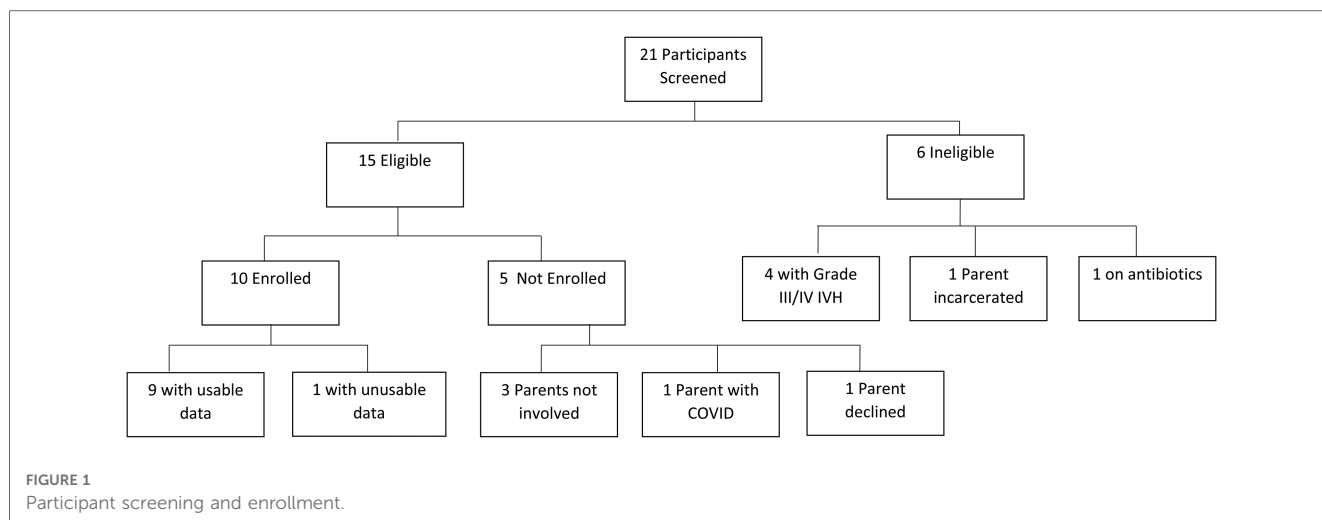 21 Participants
Screened
15 Eligible
6 Ineligible
10 Enrolled
5 Not Enrolled
4 with Grade
III/IV IVH
1 Parent
incarcerated
1 on antibiotics
9 with usable
data
1 with unusable
data
3 Parents not
involved
1 Parent with
COVID
1 Parent
declined
FIGURE 1
Participant screening and enrollment.